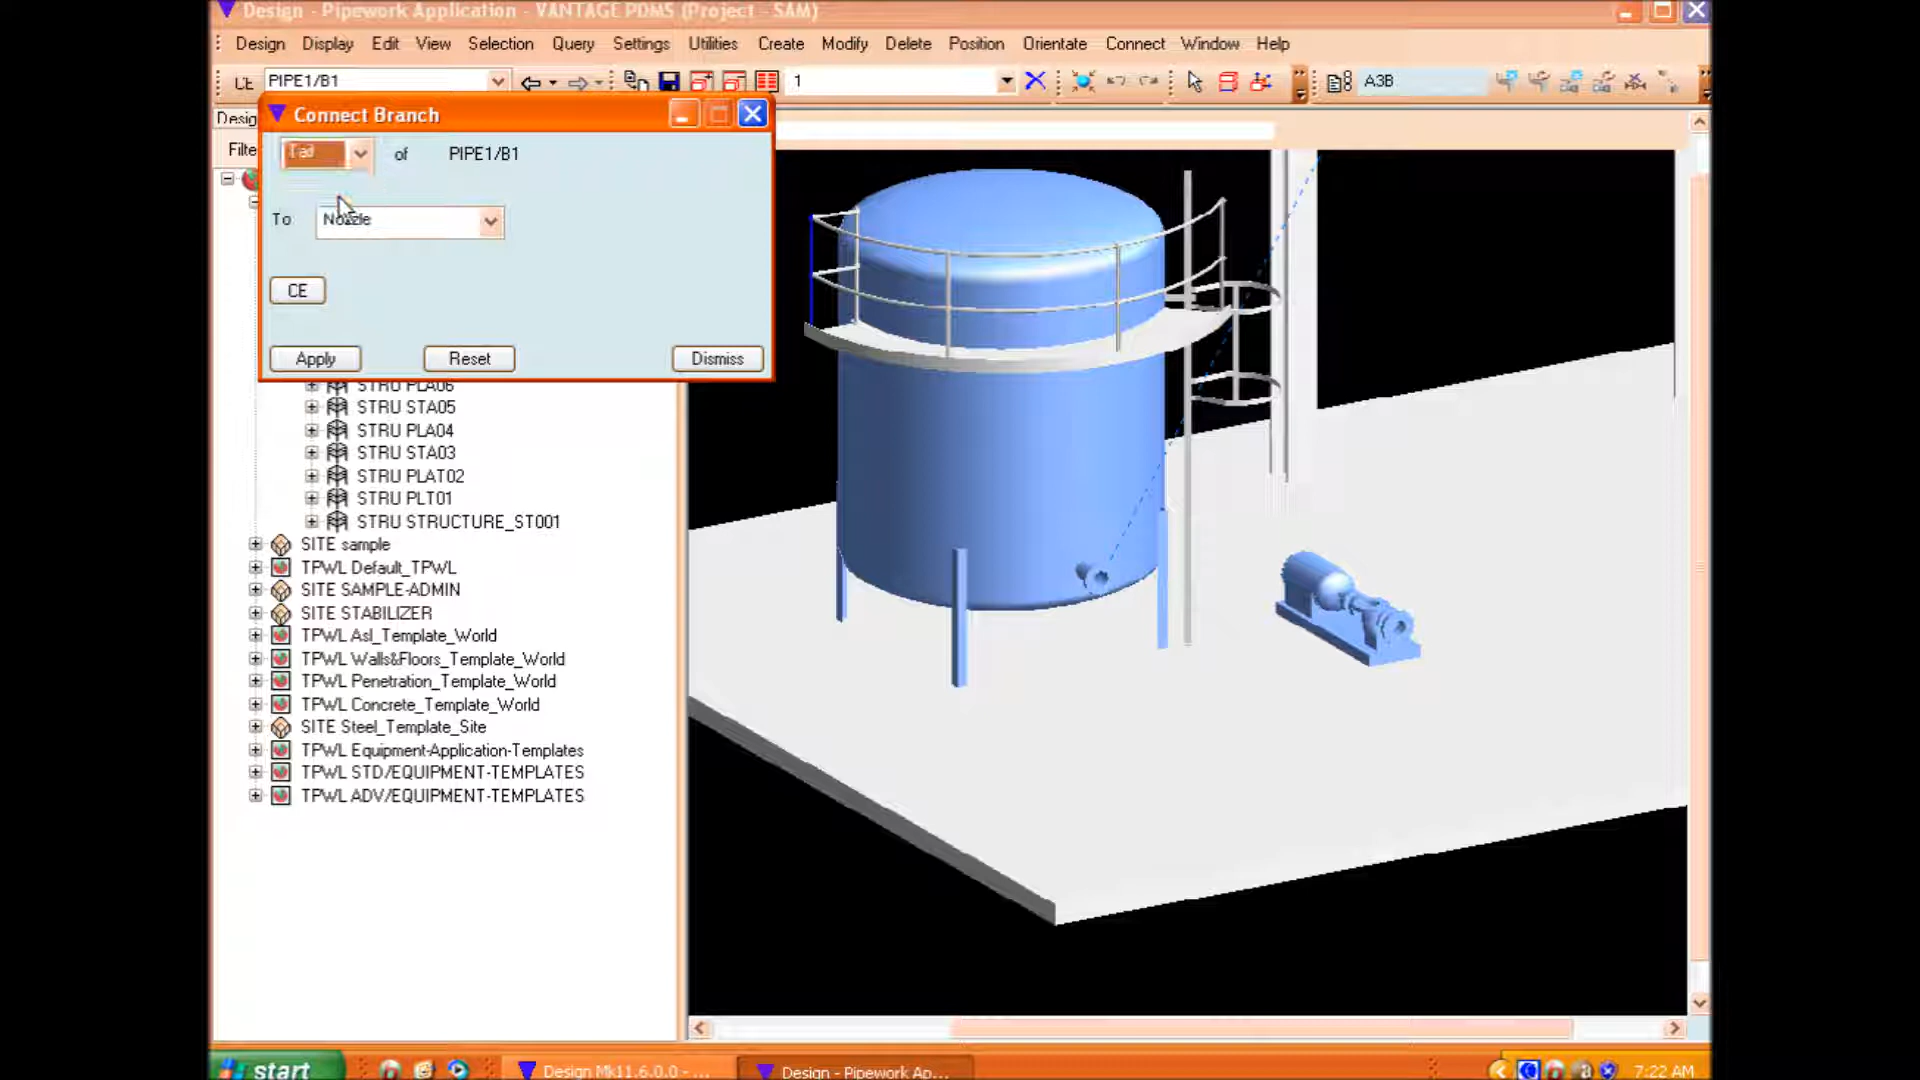 Design - Pipework Application - VANTAGE PDMS (Project - SAM)
Design Display Edit View Selection Query Settings Utilities Create Modify Delete Position Orientate Connect Window Help
CE PIPE1/B1 1 A3B
Connect Branch
Desig
Tail of PIPE1/B1
Filte
To Nozzle
CE
Apply Reset Dismiss
STRU PLA06
STRU STA05
STRU PLA04
STRU STA03
STRU PLAT02
STRU PLT01
STRU STRUCTURE_ST001
SITE sample
TPWL Default_TPWL
SITE SAMPLE-ADMIN
SITE STABILIZER
TPWL Asl_Template_World
TPWL Walls&Floors_Template_World
TPWL Penetration_Template_World
TPWL Concrete_Template_World
SITE Steel_Template_Site
TPWL Equipment-Application-Templates
TPWL STD/EQUIPMENT-TEMPLATES
TPWL ADV/EQUIPMENT-TEMPLATES
start Design Mk11.6.0.0 - ... Design - Pipework Ap... 7:22 AM